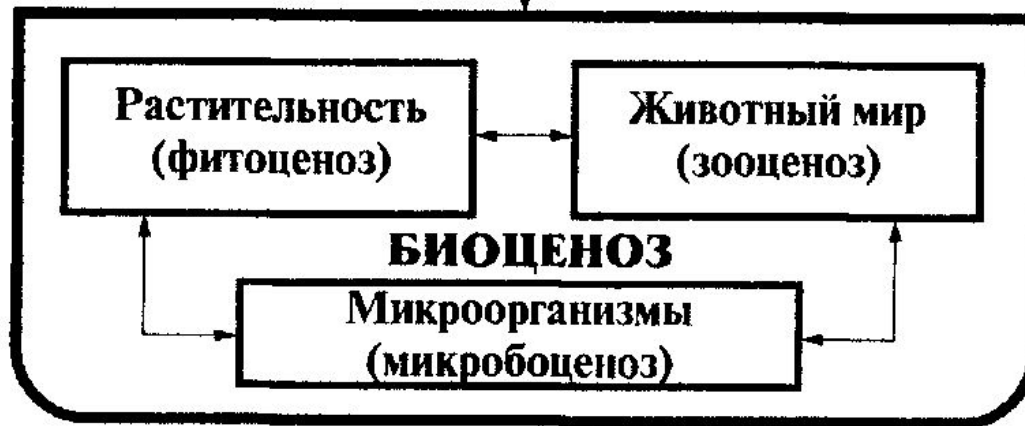 Растительность
(фитоценоз)
Животный мир
(зооценоз)
БИОЦЕНОЗ
Микроорганизмы
(микробоценоз)